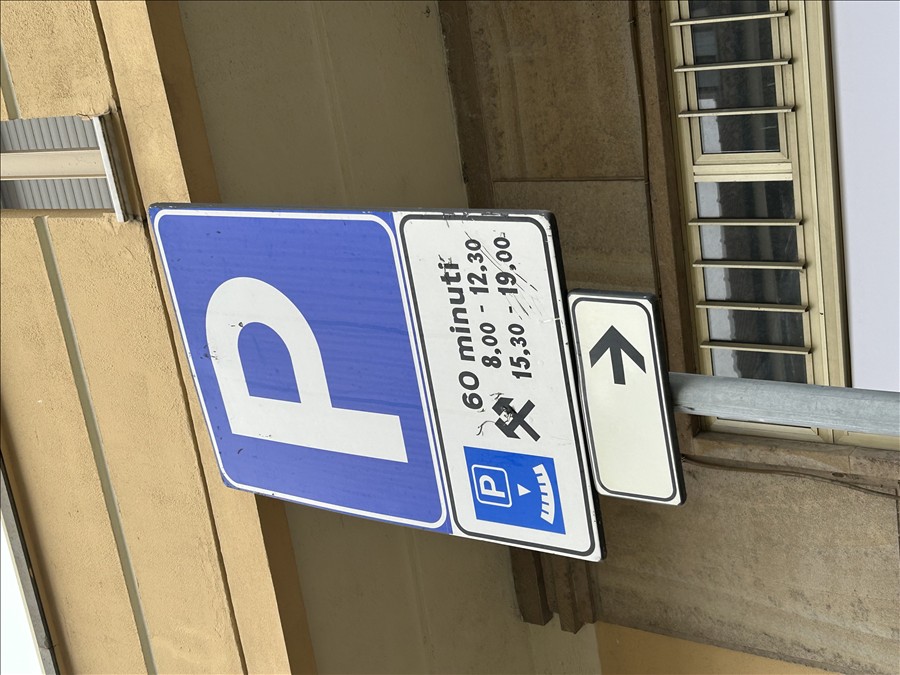 P
60 minuti
8,00 - 12,30
15,30 - 19,00
P